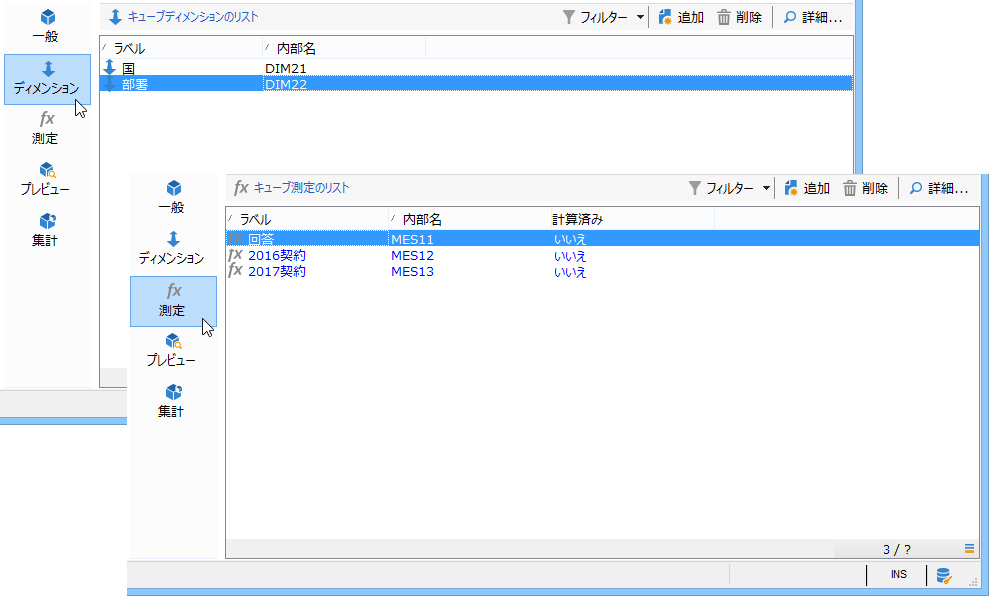 一般
ディメンション
測定
プレビュー
集計
キューブディメンションのリスト
フィルター 追加 削除 詳細...
ラベル 内部名
国 DIM21
部署 DIM22
一般
ディメンション
fx
測定
プレビュー
集計
fx キューブ測定のリスト
フィルター 追加 削除 詳細...
ラベル 内部名 計算済み
回答 MES11 いいえ
fx 2016契約 MES12 いいえ
fx 2017契約 MES13 いいえ
3 / ?
INS